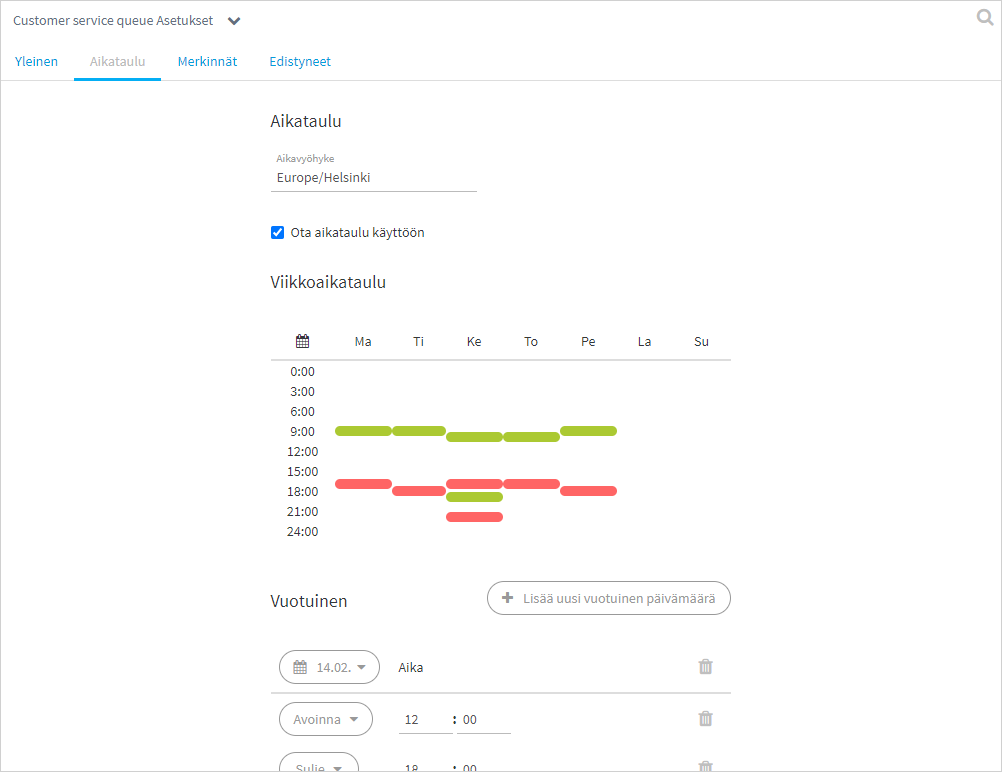 Customer service queue Asetukset
Yleinen Aikataulu Merkinnät Edistyneet
Aikataulu
Aikavyöhyke
Europe/Helsinki
Ota aikataulu käyttöön
Viikkoaikataulu
Ma Ti Ke To Pe La Su
0:00
3:00
6:00
9:00
12:00
15:00
18:00
21:00
24:00
Vuotuinen
Lisää uusi vuotuinen päivämäärä
14.02. Aika
Avoinna 12 : 00
Sulje 18 : 00